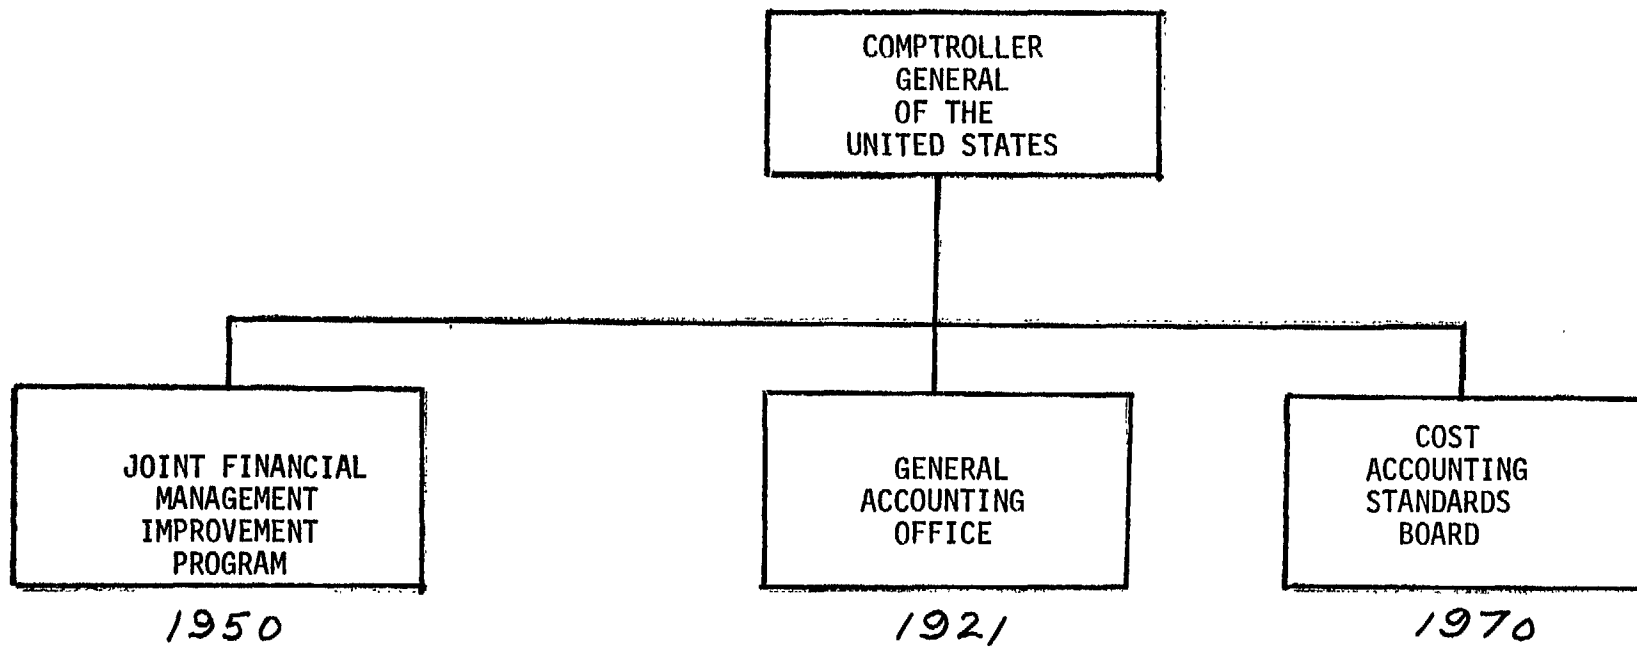 COMPTROLLER
GENERAL
OF THE
UNITED STATES
JOINT FINANCIAL
MANAGEMENT
IMPROVEMENT
PROGRAM
1950
GENERAL
ACCOUNTING
OFFICE
1921
COST
ACCOUNTING
STANDARDS
BOARD
1970